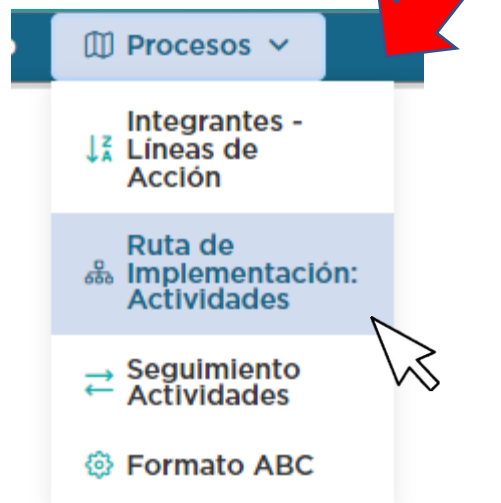 Procesos
Integrantes -
Líneas de
Acción
Ruta de
Implementación:
Actividades
Seguimiento
Actividades
Formato ABC